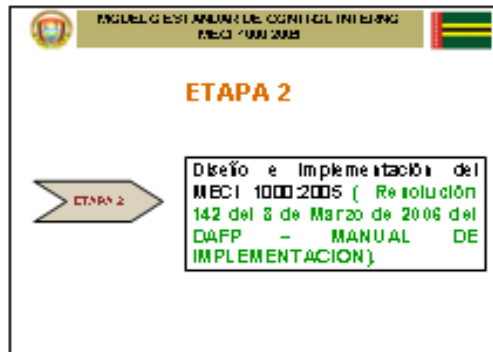 MODELO ESTANDAR DE CONTROL INTERNO
MECI 1000:2005
ETAPA 2
ETAPA 2
Diseño e Implementación del
MECI 1000:2005 ( Resolución
142 del 8 de Marzo de 2006 del
DAFP – MANUAL DE
IMPLEMENTACION).